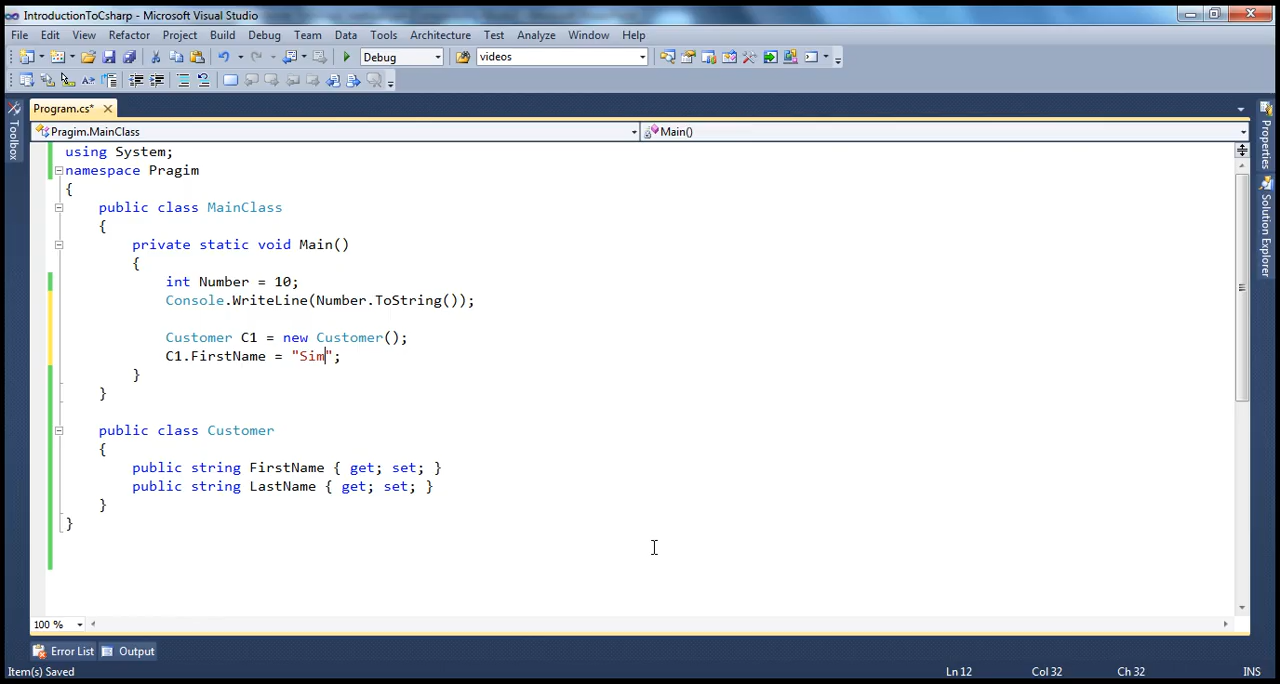 IntroductionToCsharp - Microsoft Visual Studio
File Edit View Refactor Project Build Debug Team Data Tools Architecture Test Analyze Window Help
Debug videos
Program.cs*
Pragim.MainClass Main()
using System;
namespace Pragim
{
public class MainClass
{
private static void Main()
{
int Number = 10;
Console.WriteLine(Number.ToString());
Customer C1 = new Customer();
C1.FirstName = "Sim";
}
}
public class Customer
{
public string FirstName { get; set; }
public string LastName { get; set; }
}
}
Toolbox
Properties
Solution Explorer
100 %
Error List Output
Item(s) Saved Ln 12 Col 32 Ch 32 INS